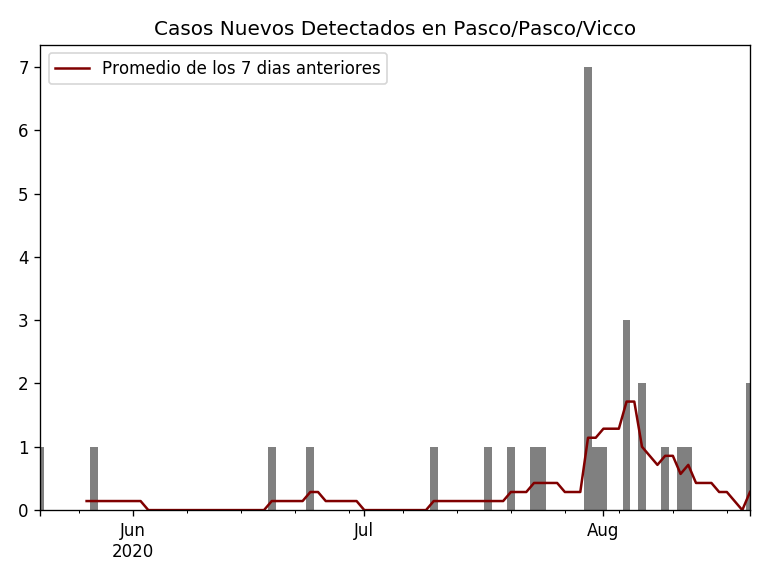 Casos Nuevos Detectados en Pasco/Pasco/Vicco
Promedio de los 7 dias anteriores
7
6
5
4
3
2
1
0
Jun
2020
Jul
Aug